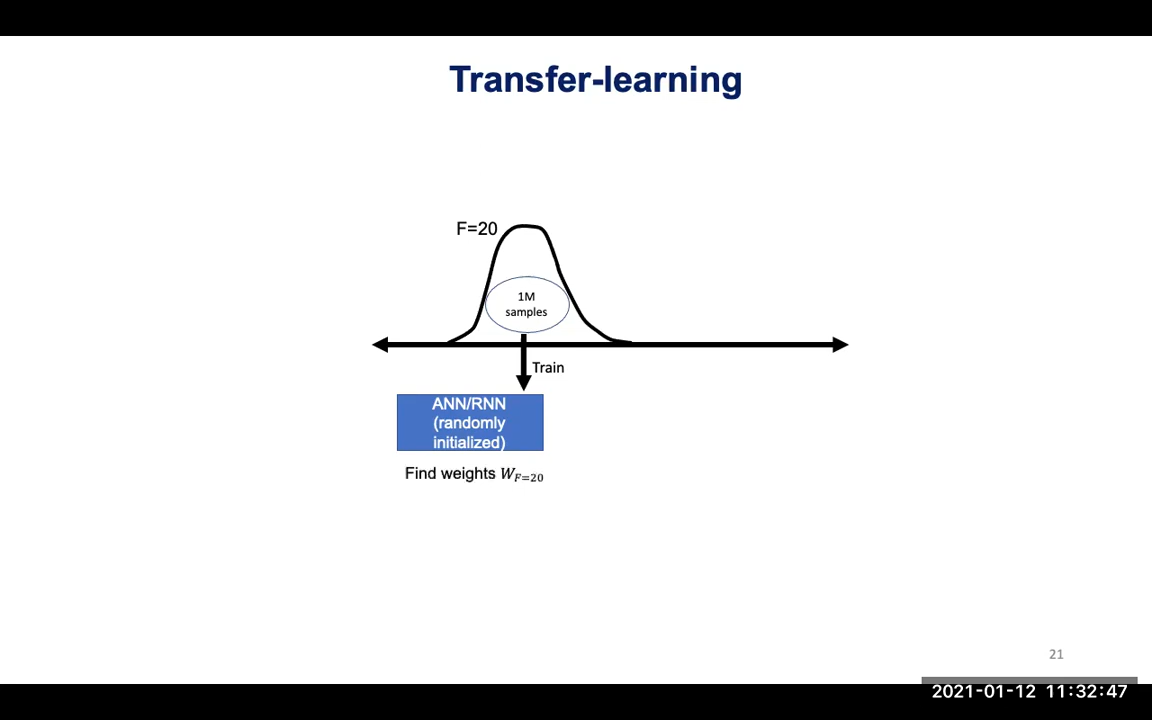 Transfer-learning
F=20
1M
samples
Train
ANN/RNN
(randomly
initialized)
Find weights W_{F=20}
21
2021-01-12 11:32:47